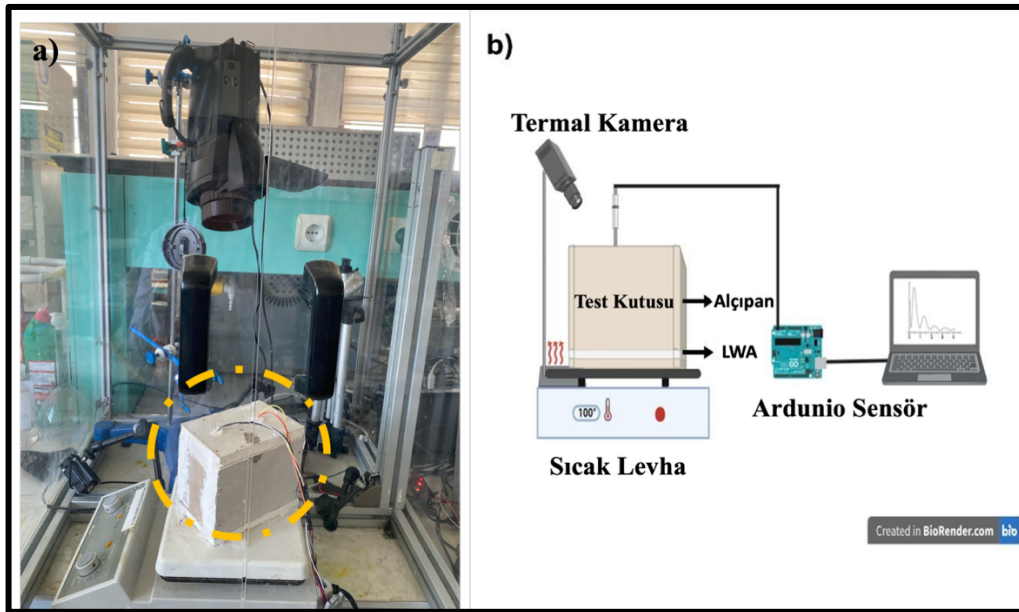 a)
b)
Termal Kamera
Test Kutusu
Alçıpan
LWA
100°
Ardunio Sensör
Sıcak Levha
Created in BioRender.com bio